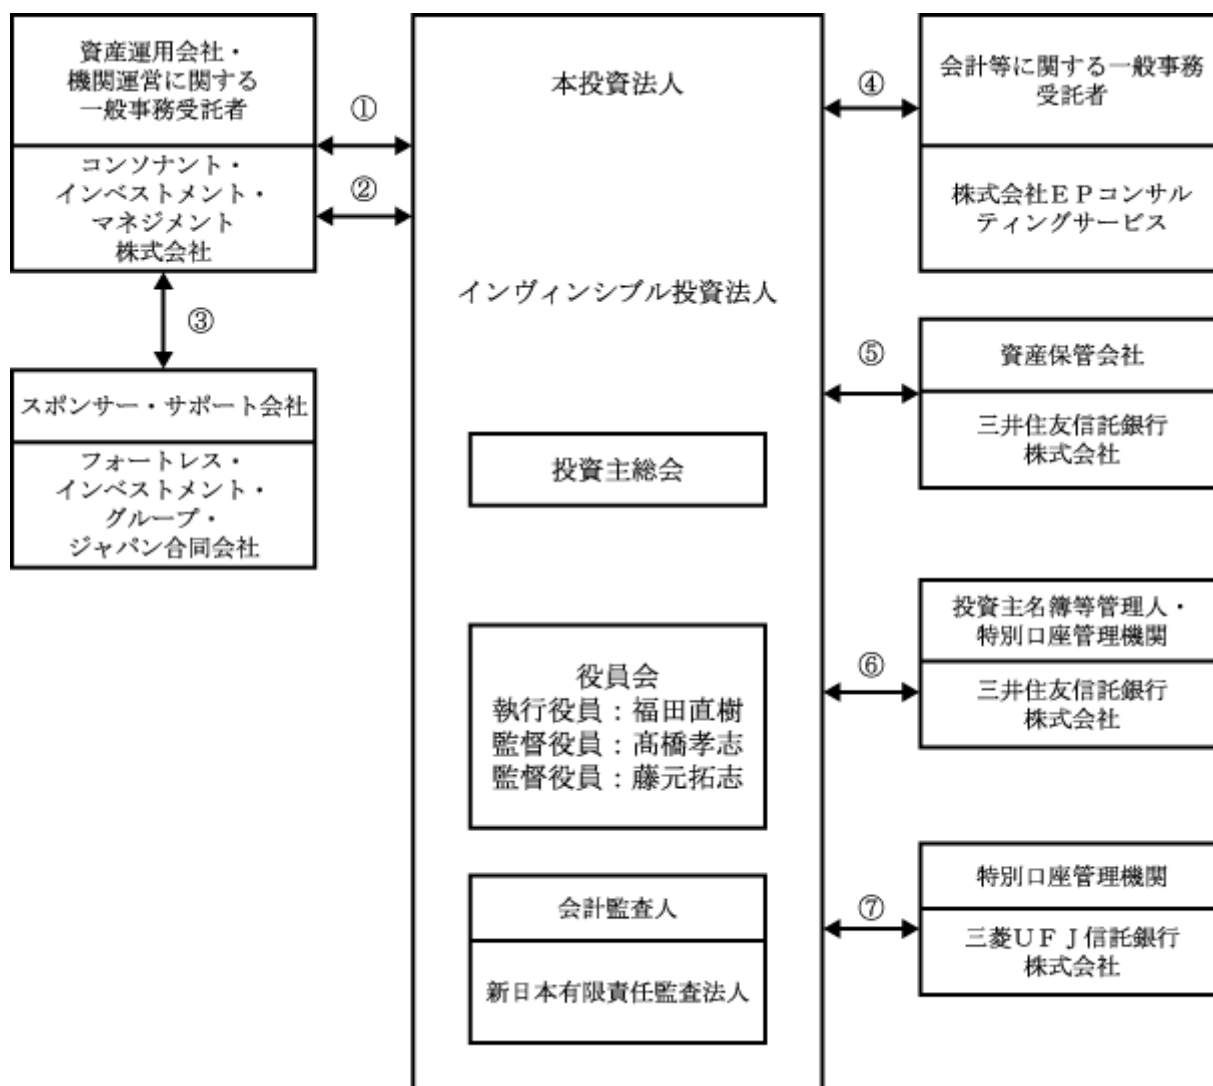 資産運用会社・
機関運営に関する
一般事務受託者
コンソナント・
インベストメント・
マネジメント
株式会社
①
②
③
スポンサー・サポート会社
フォートレス・
インベストメント・
グループ・
ジャパン合同会社
本投資法人
インヴィンシブル投資法人
投資主総会
役員会
執行役員：福田直樹
監督役員：髙橋孝志
監督役員：藤元拓志
会計監査人
新日本有限責任監査法人
④
会計等に関する一般事務
受託者
株式会社ＥＰコンサル
ティングサービス
⑤
資産保管会社
三井住友信託銀行
株式会社
⑥
投資主名簿等管理人・
特別口座管理機関
三井住友信託銀行
株式会社
⑦
特別口座管理機関
三菱ＵＦＪ信託銀行
株式会社